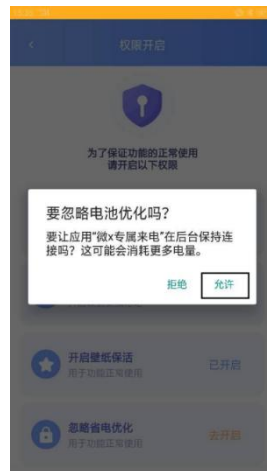 权限开启
为了保证功能的正常使用
请开启以下权限
要忽略电池优化吗？
要让应用“微x专属来电”在后台保持连
接吗？这可能会消耗更多电量。
拒绝
允许
开启壁纸保活
已开启
用于功能正常使用
忽略省电优化
去开启
用于功能正常使用